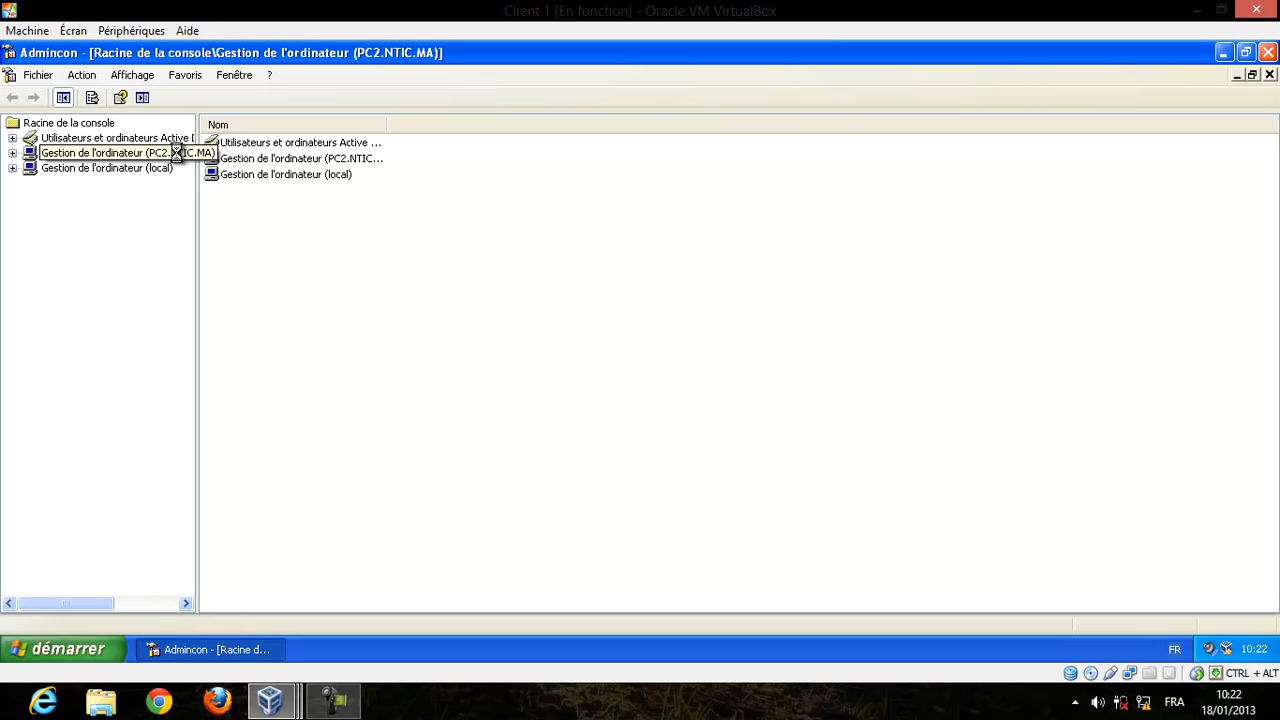 Client 1 [En fonction] - Oracle VM VirtualBox
Machine Écran Périphériques Aide
Admincon - [Racine de la console\Gestion de l'ordinateur (PC2.NTIC.MA)]
Fichier Action Affichage Favoris Fenêtre ?
Racine de la console
Utilisateurs et ordinateurs Active
Gestion de l'ordinateur (PC2.NTIC.MA)
Gestion de l'ordinateur (local)
Nom
Utilisateurs et ordinateurs Active ...
Gestion de l'ordinateur (PC2.NTIC...
Gestion de l'ordinateur (local)
démarrer
Admincon - [Racine d...
FR 10:22
CTRL + ALT
FRA
10:22
18/01/2013